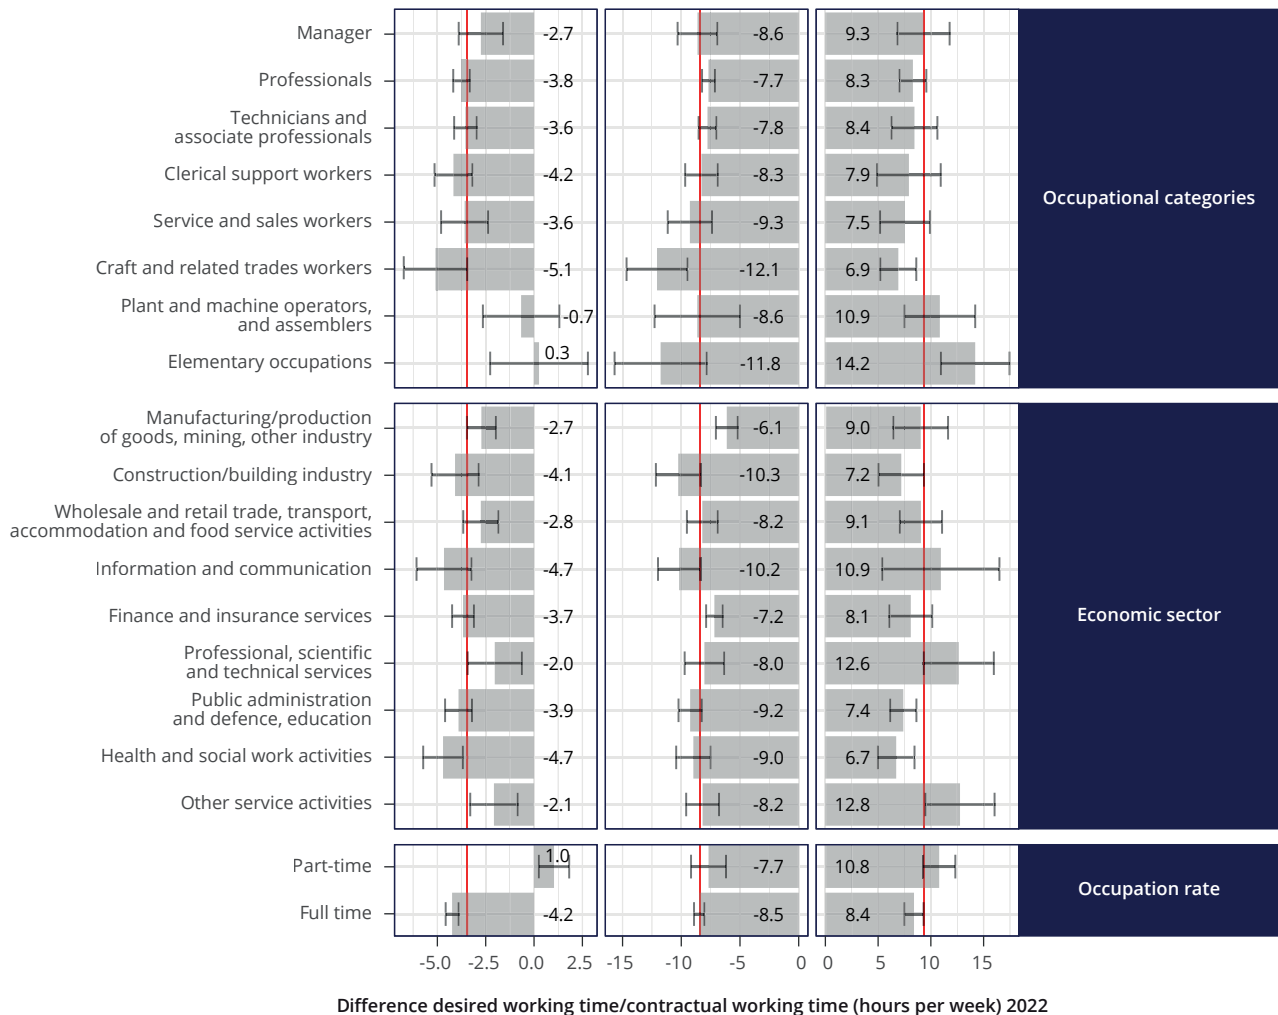 Manager -2.7 -8.6 9.3
Professionals -3.8 -7.7 8.3
Technicians and
associate professionals -3.6 -7.8 8.4
Clerical support workers -4.2 -8.3 7.9
Occupational categories
Service and sales workers -3.6 -9.3 7.5
Craft and related trades workers -5.1 -12.1 6.9
Plant and machine operators,
and assemblers -0.7 -8.6 10.9
Elementary occupations 0.3 -11.8 14.2
Manufacturing/production
of goods, mining, other industry -2.7 -6.1 9.0
Construction/building industry -4.1 -10.3 7.2
Wholesale and retail trade, transport,
accommodation and food service activities -2.8 -8.2 9.1
Information and communication -4.7 -10.2 10.9
Finance and insurance services -3.7 -7.2 8.1
Economic sector
Professional, scientific
and technical services -2.0 -8.0 12.6
Public administration
and defence, education -3.9 -9.2 7.4
Health and social work activities -4.7 -9.0 6.7
Other service activities -2.1 -8.2 12.8
Part-time 1.0 -7.7 10.8
Occupation rate
Full time -4.2 -8.5 8.4
-5.0 -2.5 0.0 2.5 -15 -10 -5 0 0 5 10 15
Difference desired working time/contractual working time (hours per week) 2022